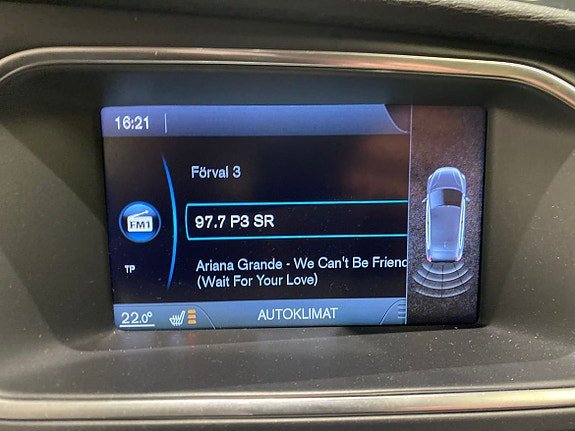 16:21
Förval 3
FM1
97.7 P3 SR
TP
Ariana Grande - We Can't Be Frien
(Wait For Your Love)
22.0°
AUTOKLIMAT